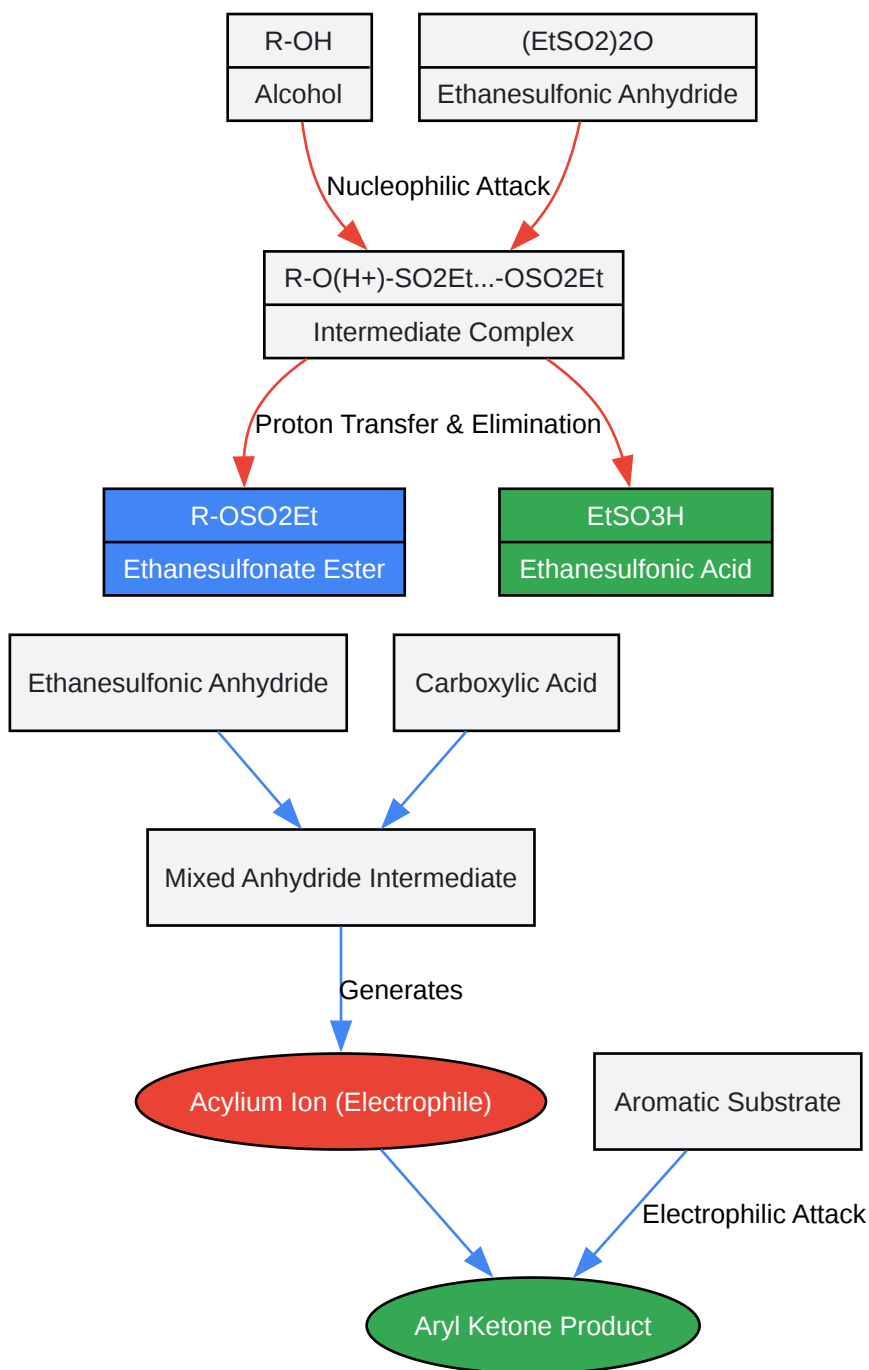 R-OH
Alcohol
(EtSO2)2O
Ethanesulfonic Anhydride
Nucleophilic Attack
R-O(H+)-SO2Et...-OSO2Et
Intermediate Complex
Proton Transfer & Elimination
R-OSO2Et
Ethanesulfonate Ester
EtSO3H
Ethanesulfonic Acid
Ethanesulfonic Anhydride
Carboxylic Acid
Mixed Anhydride Intermediate
Generates
Acylium Ion (Electrophile)
Aromatic Substrate
Electrophilic Attack
Aryl Ketone Product